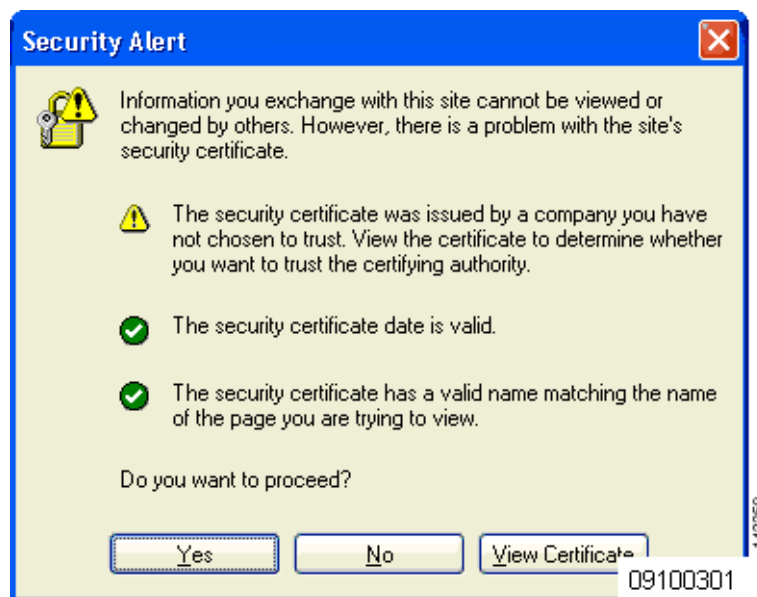 Security Alert
Information you exchange with this site cannot be viewed or
changed by others. However, there is a problem with the site's
security certificate.
The security certificate was issued by a company you have
not chosen to trust. View the certificate to determine whether
you want to trust the certifying authority.
The security certificate date is valid.
The security certificate has a valid name matching the name
of the page you are trying to view.
Do you want to proceed?
Yes No View Certificate
09100301